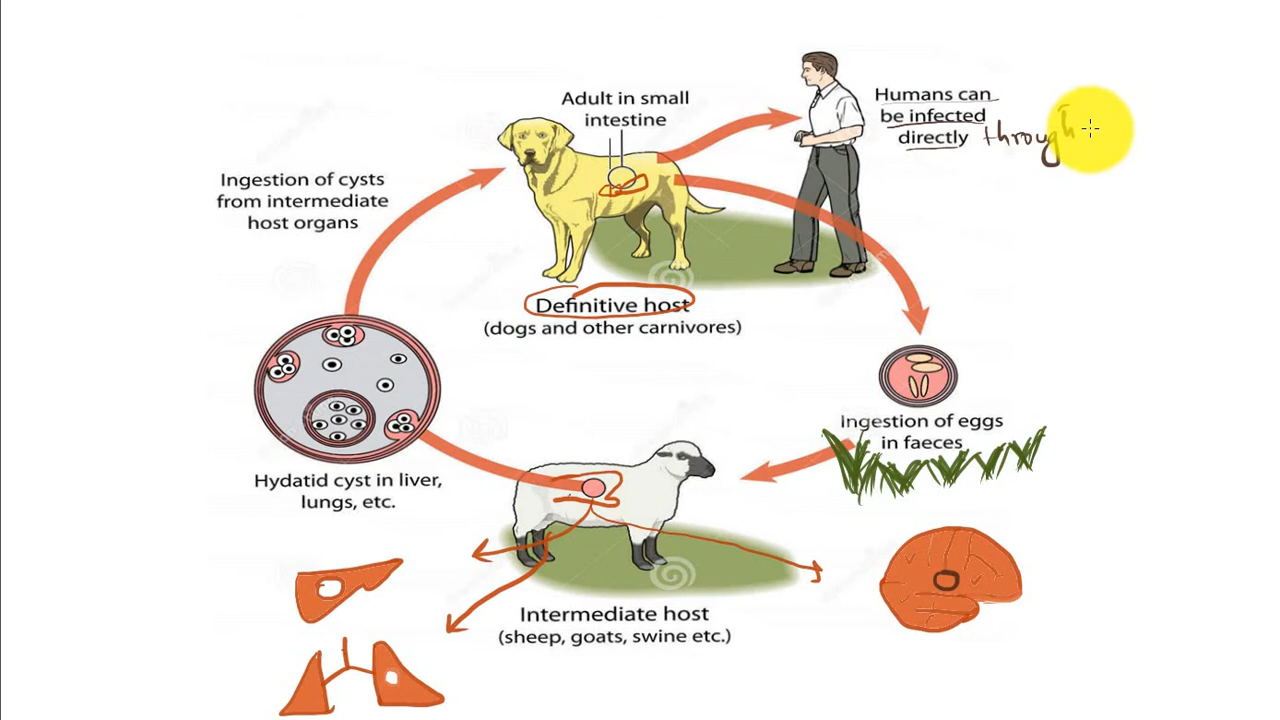 Adult in small
intestine
Humans can
be infected
directly through
Ingestion of cysts
from intermediate
host organs
Definitive host
(dogs and other carnivores)
Ingestion of eggs
in faeces
Hydatid cyst in liver,
lungs, etc.
Intermediate host
(sheep, goats, swine etc.)